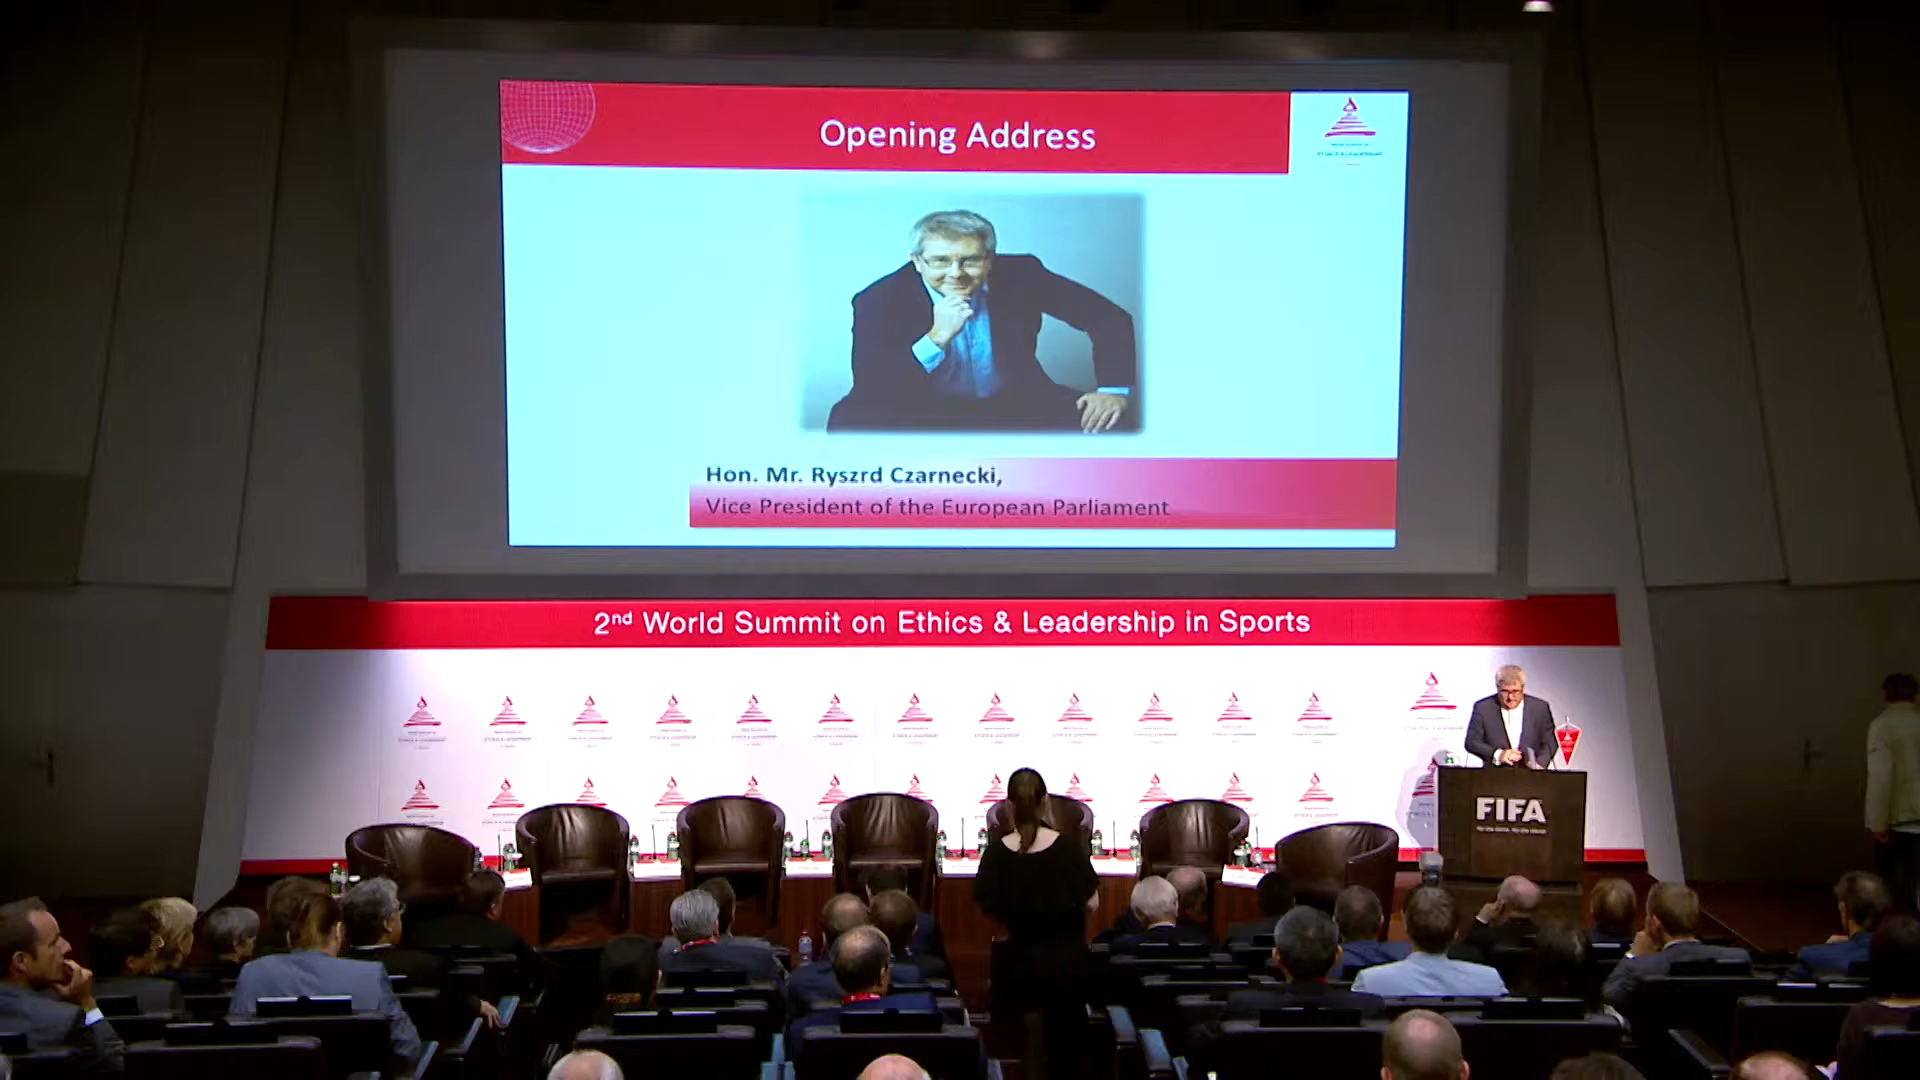 Opening Address
Hon. Mr. Ryszrd Czarnecki,
Vice President of the European Parliament
2nd World Summit on Ethics & Leadership in Sports
FIFA